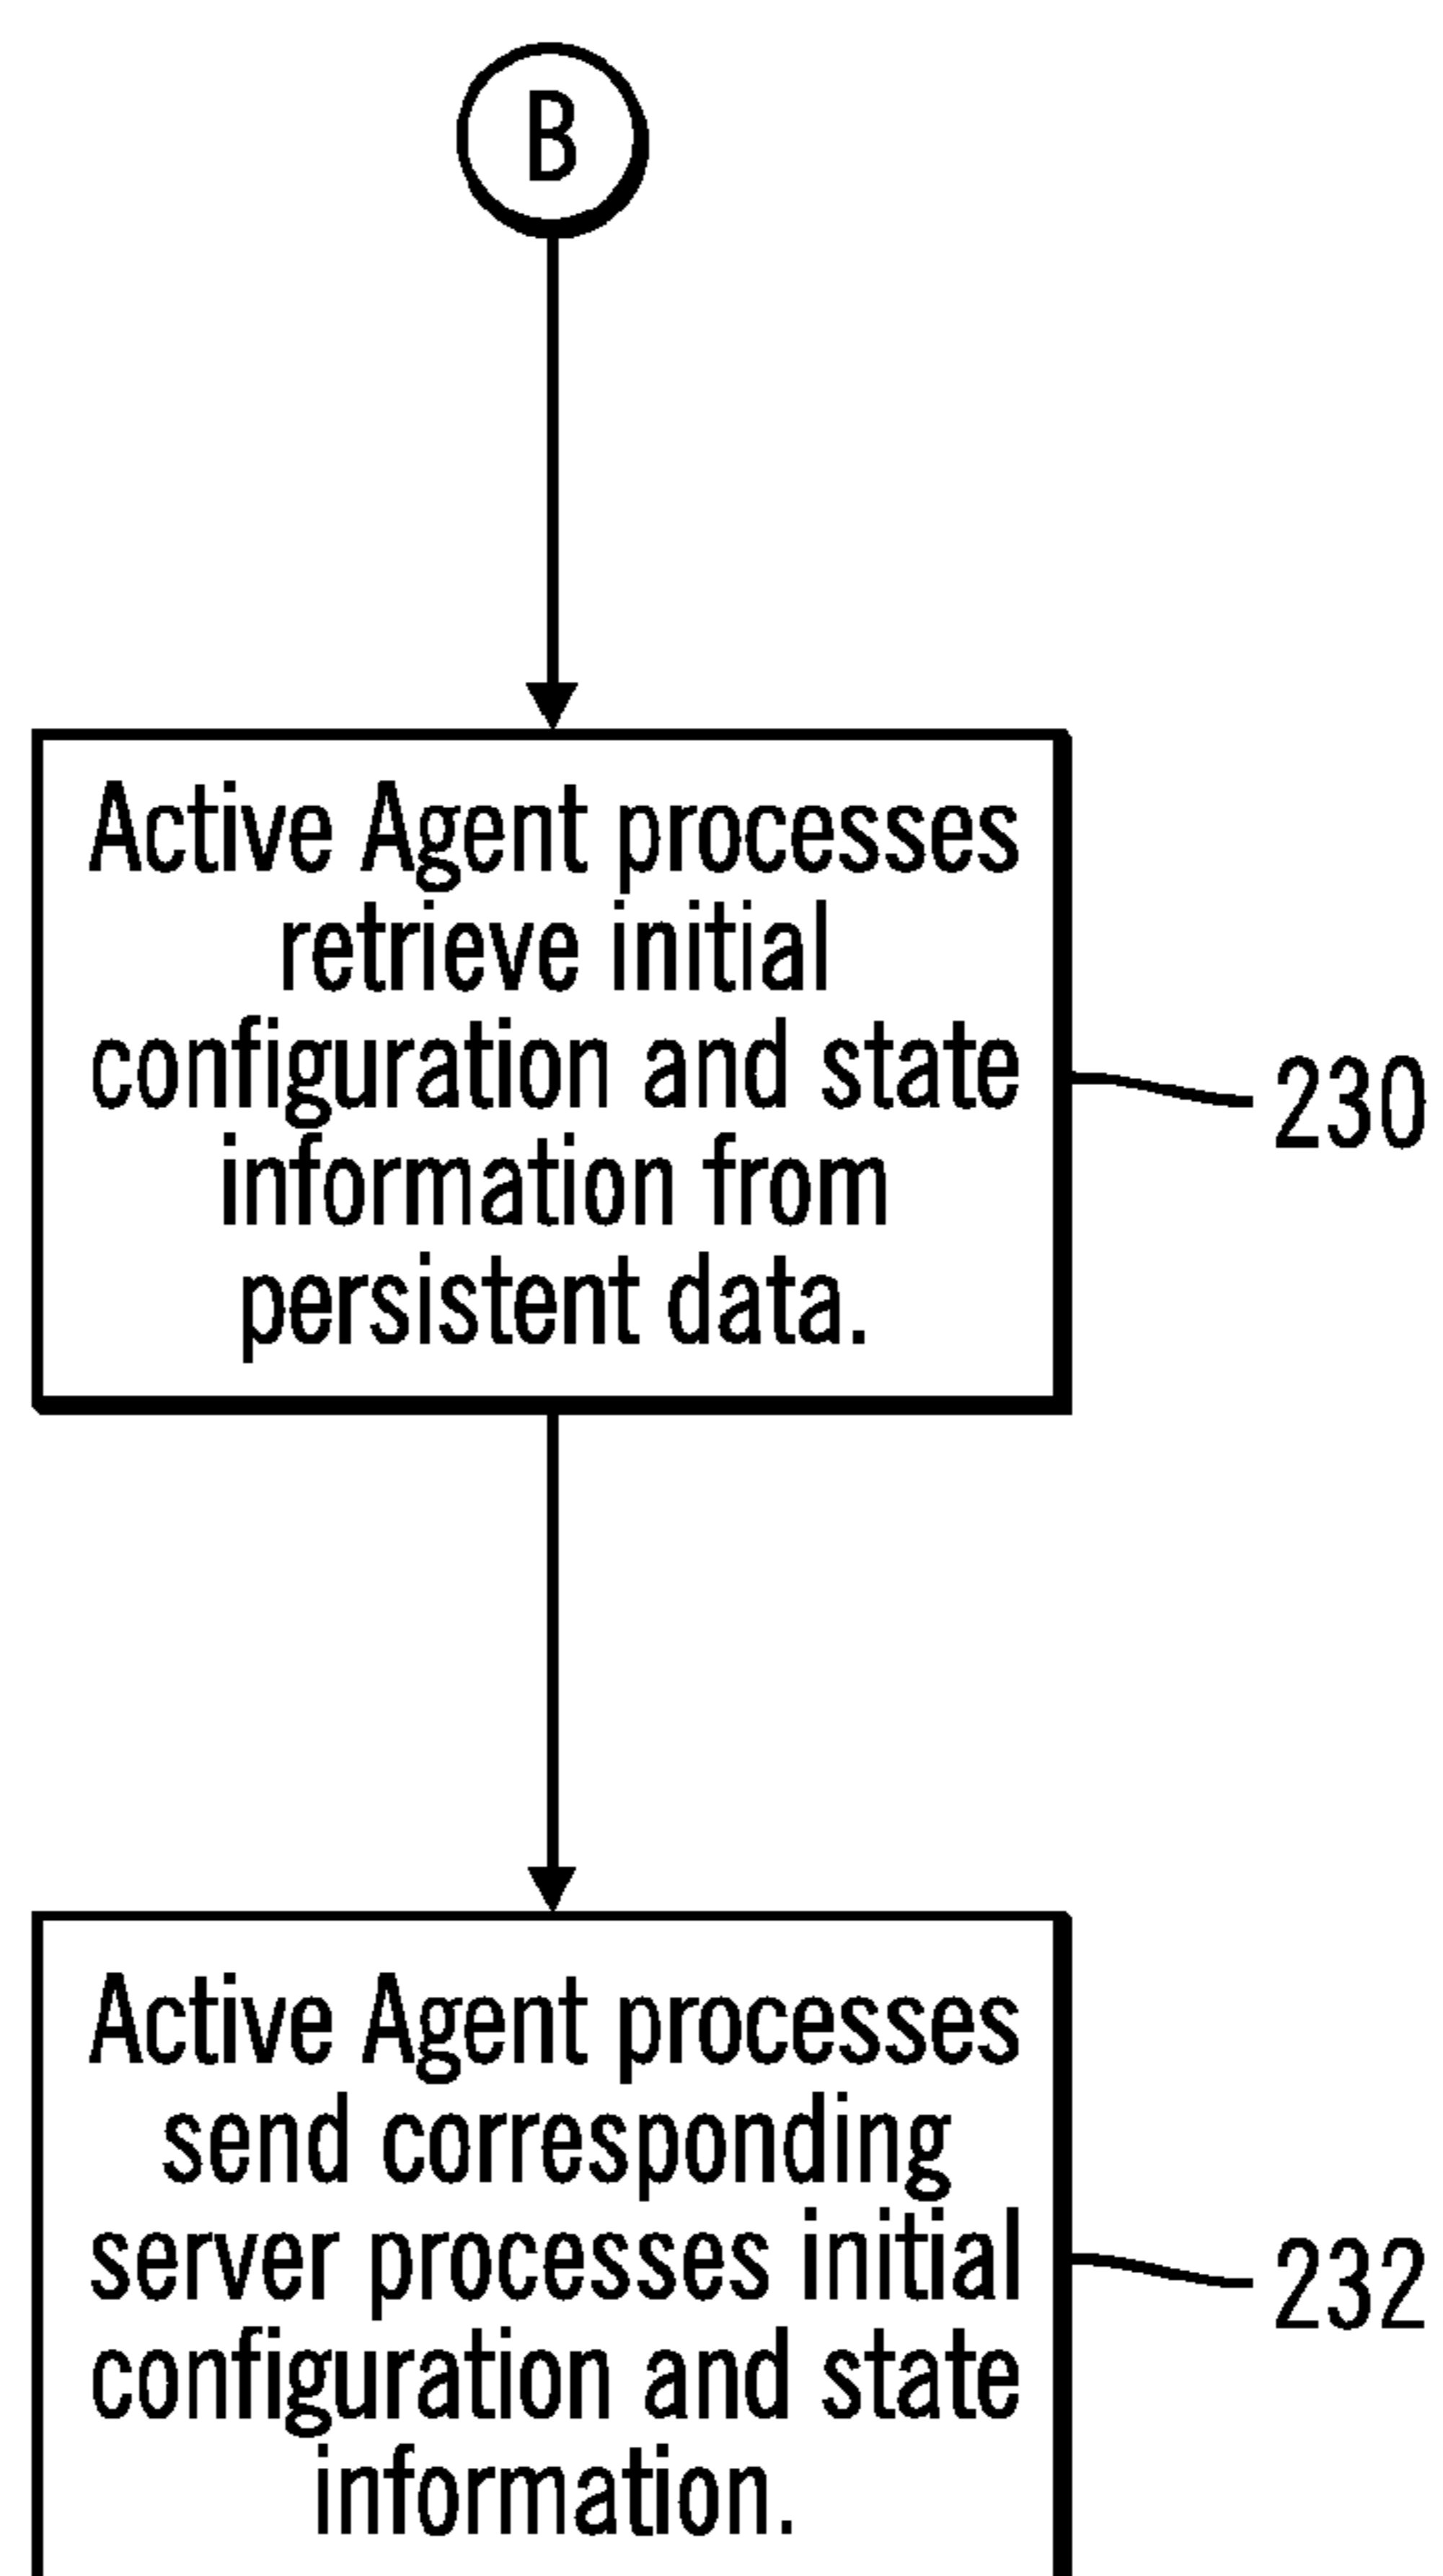 B
Active Agent processes
retrieve initial
configuration and state
information from
persistent data.
230
Active Agent processes
send corresponding
server processes initial
configuration and state
information.
232